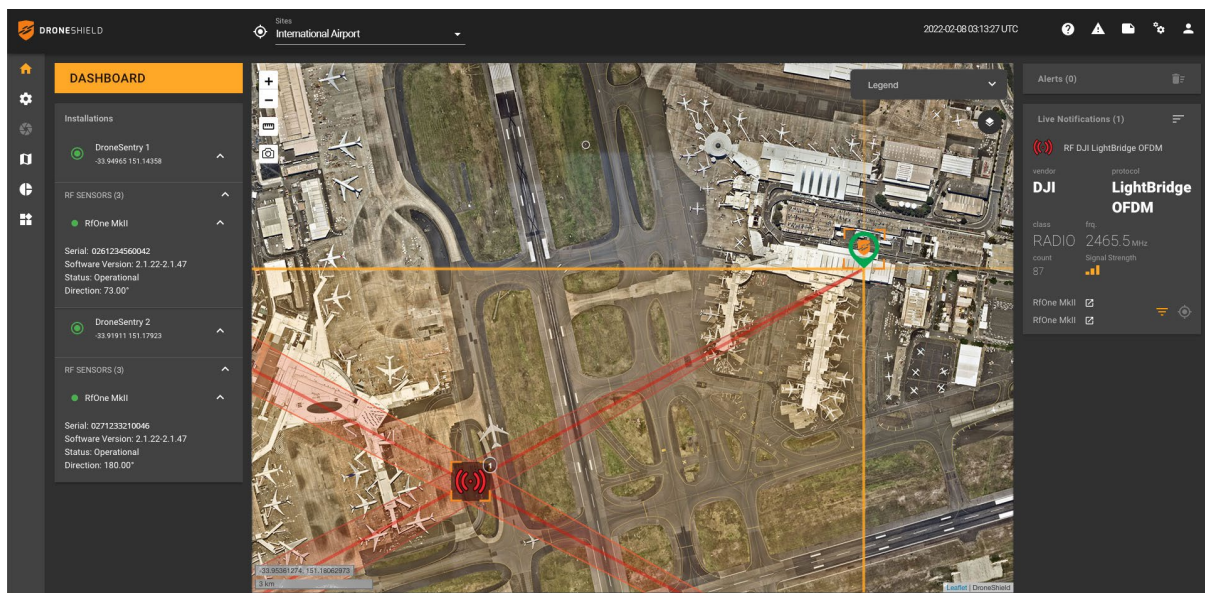 DRONESHIELD
Sites
International Airport
2022-02-08 03:13:27 UTC
DASHBOARD
Installations
DroneSentry 1
-33.94965 151.14358
RF SENSORS (3)
RfOne MkII
Serial: 0261234560042
Software Version: 2.1.22-2.1.47
Status: Operational
Direction: 73.00°
DroneSentry 2
-33.91911 151.17923
RF SENSORS (3)
RfOne MkII
Serial: 0271233210046
Software Version: 2.1.22-2.1.47
Status: Operational
Direction: 180.00°
+
−
Legend
1
-33.95361274, 151.16062973
3 km
Leaflet | DroneShield
Alerts (0)
Live Notifications (1)
RF DJI LightBridge OFDM
vendor protocol
DJI LightBridge
OFDM
class frq.
RADIO 2465.5 MHz
count Signal Strength
87
RfOne MkII
RfOne MkII